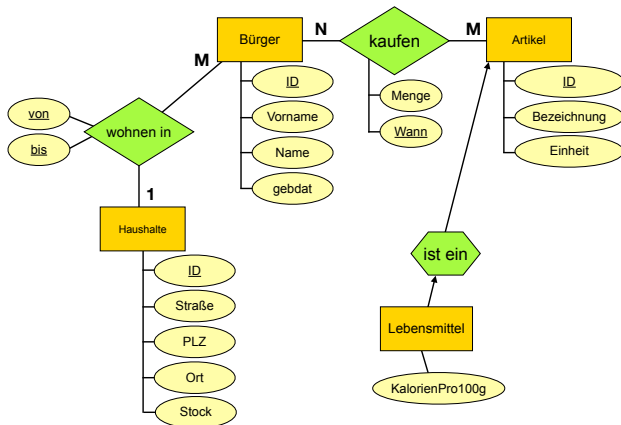 Bürger
N
kaufen
M
Artikel
M
ID
Vorname
Name
gebdat
Menge
Wann
ID
Bezeichnung
Einheit
von
bis
wohnen in
1
Haushalte
ID
Straße
PLZ
Ort
Stock
ist ein
Lebensmittel
KalorienPro100g